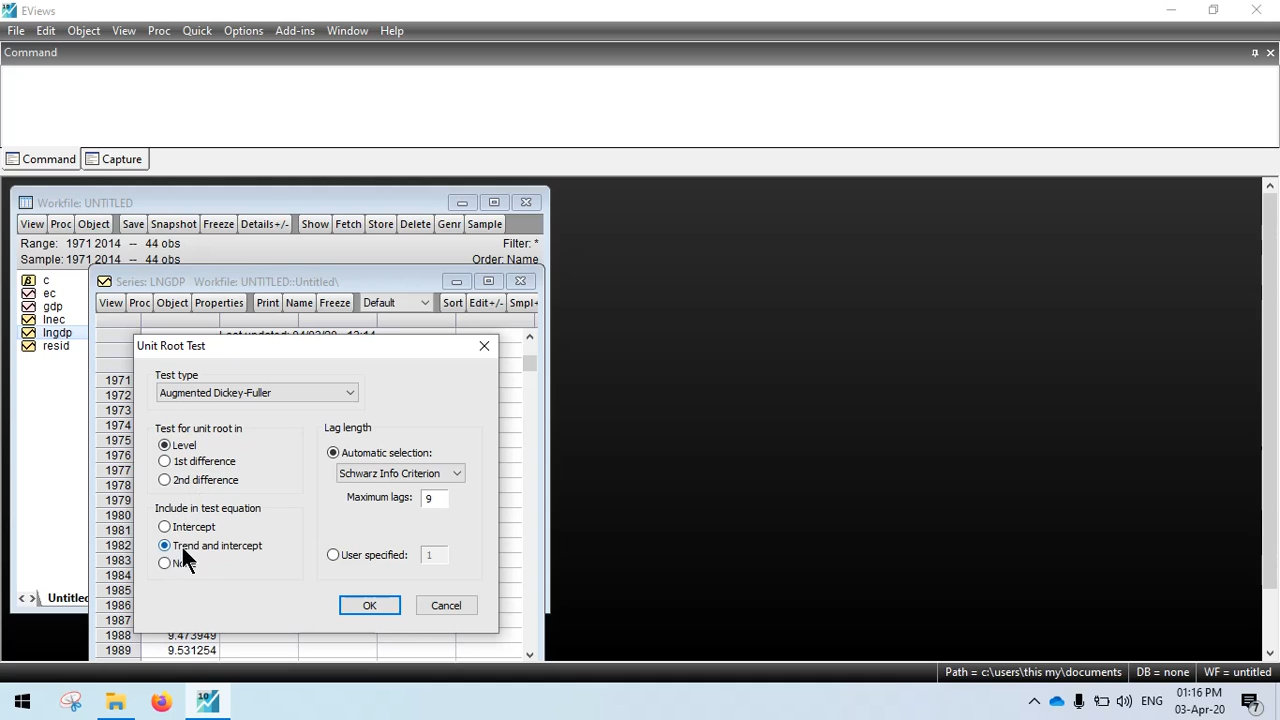 EViews
File Edit Object View Proc Quick Options Add-ins Window Help
Command
Command Capture
Workfile: UNTITLED
View Proc Object Save Snapshot Freeze Details+/- Show Fetch Store Delete Genr Sample
Range: 1971 2014 -- 44 obs Filter: *
Sample: 1971 2014 -- 44 obs Order: Name
c
ec
gdp
lnec
lngdp
resid
Series: LNGDP Workfile: UNTITLED::Untitled\
View Proc Object Properties Print Name Freeze Default Sort Edit+/- Smpl+
Unit Root Test
Test type
Augmented Dickey-Fuller
Test for unit root in
Level
1st difference
2nd difference
Include in test equation
Intercept
Trend and intercept
Lag length
Automatic selection:
Schwarz Info Criterion
Maximum lags: 9
User specified: 1
OK Cancel
1971
1972
1973
1974
1975
1976
1977
1978
1979
1980
1981
1982
1983
1984
1985
1986
1987
1988 9.473949
1989 9.531254
Path = c:\users\this my\documents DB = none WF = untitled
10
ENG
01:16 PM
03-Apr-20
7